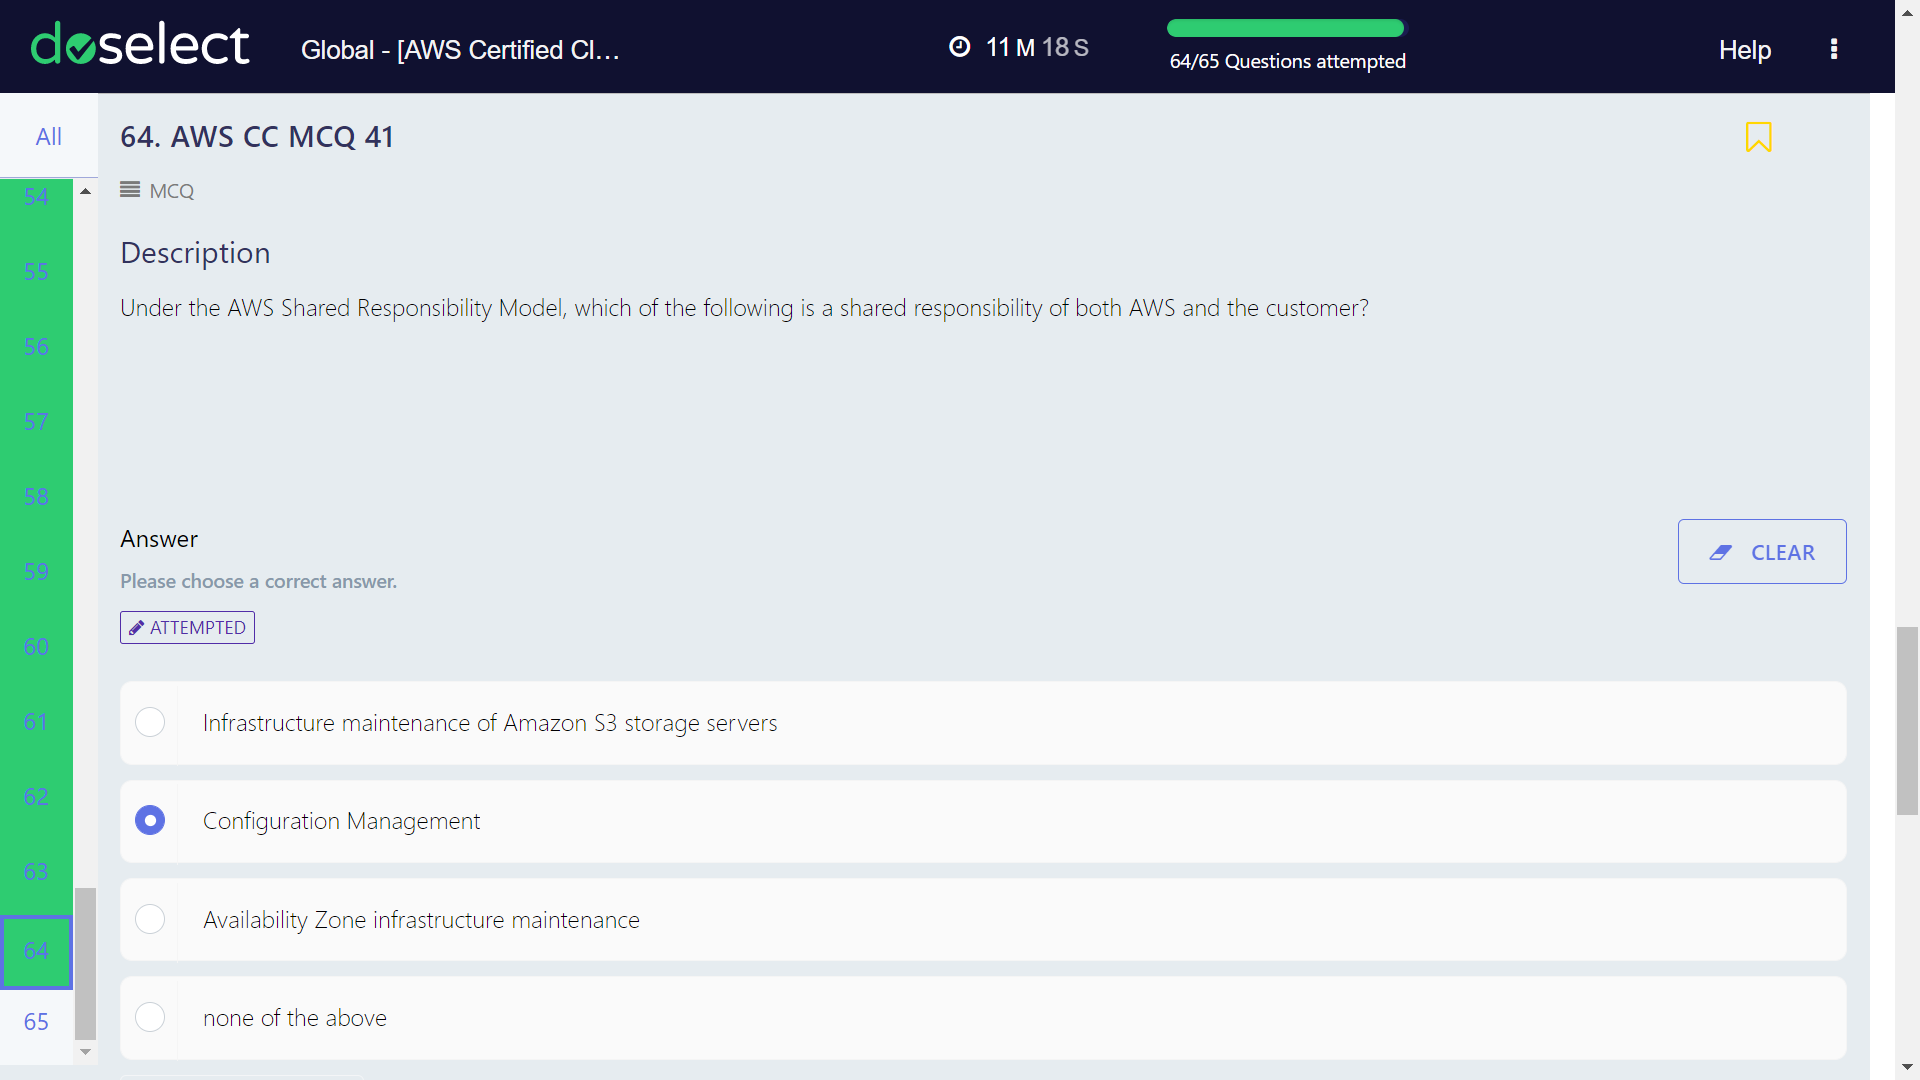 doselect
Global - [AWS Certified Cl...
11 M 18 S
64/65 Questions attempted
Help
All
54
55
56
57
58
59
60
61
62
63
64
65
64. AWS CC MCQ 41
MCQ
Description
Under the AWS Shared Responsibility Model, which of the following is a shared responsibility of both AWS and the customer?
Answer
CLEAR
Please choose a correct answer.
ATTEMPTED
Infrastructure maintenance of Amazon S3 storage servers
Configuration Management
Availability Zone infrastructure maintenance
none of the above